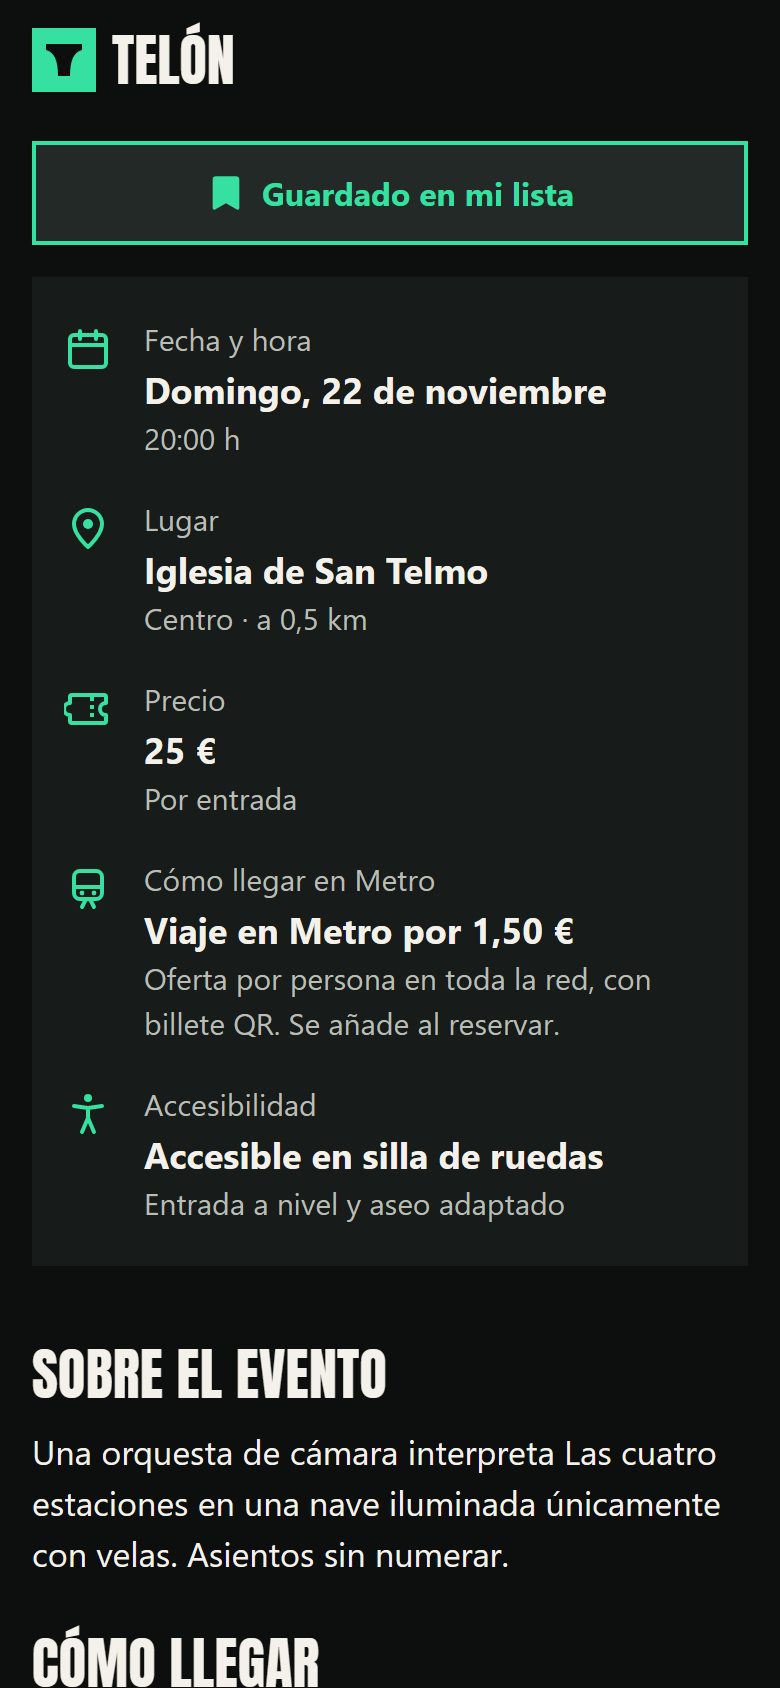 TELÓN
Guardado en mi lista
Fecha y hora
Domingo, 22 de noviembre
20:00 h
Lugar
Iglesia de San Telmo
Centro · a 0,5 km
Precio
25 €
Por entrada
Cómo llegar en Metro
Viaje en Metro por 1,50 €
Oferta por persona en toda la red, con
billete QR. Se añade al reservar.
Accesibilidad
Accesible en silla de ruedas
Entrada a nivel y aseo adaptado
SOBRE EL EVENTO
Una orquesta de cámara interpreta Las cuatro
estaciones en una nave iluminada únicamente
con velas. Asientos sin numerar.
CÓMO LLEGAR